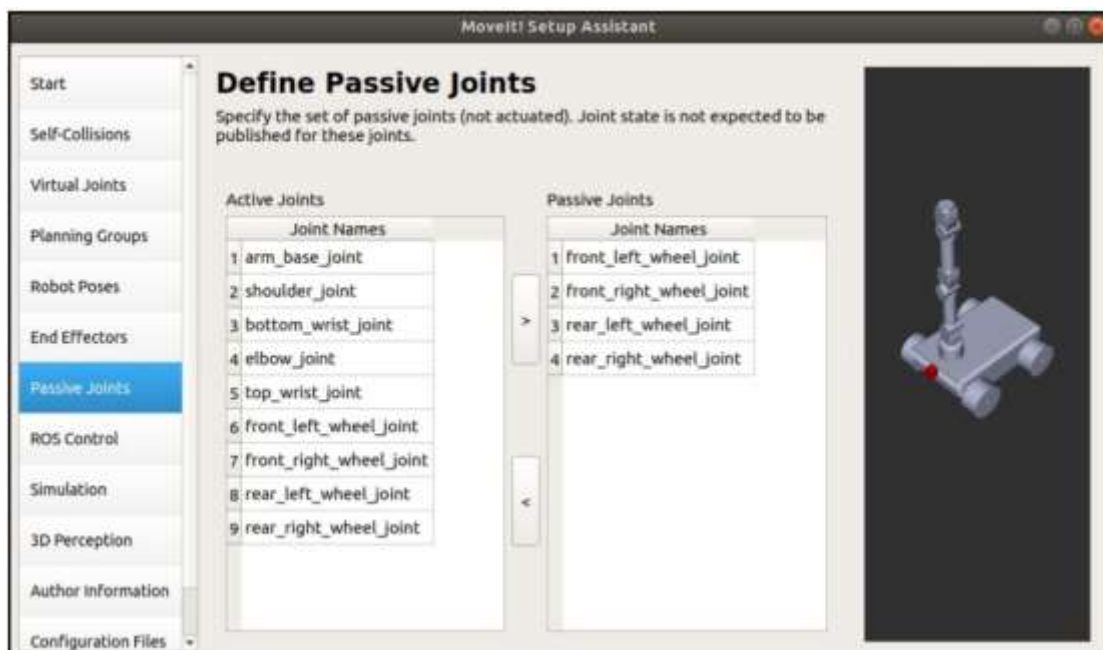 MoveIt! Setup Assistant
Start
Self-Collisions
Virtual Joints
Planning Groups
Robot Poses
End Effectors
Passive Joints
ROS Control
Simulation
3D Perception
Author Information
Configuration Files
Define Passive Joints
Specify the set of passive joints (not actuated). Joint state is not expected to be
published for these joints.
Active Joints
Joint Names
1 arm_base_joint
2 shoulder_joint
3 bottom_wrist_joint
4 elbow_joint
5 top_wrist_joint
6 front_left_wheel_joint
7 front_right_wheel_joint
8 rear_left_wheel_joint
9 rear_right_wheel_joint
>
<
Passive Joints
Joint Names
1 front_left_wheel_joint
2 front_right_wheel_joint
3 rear_left_wheel_joint
4 rear_right_wheel_joint